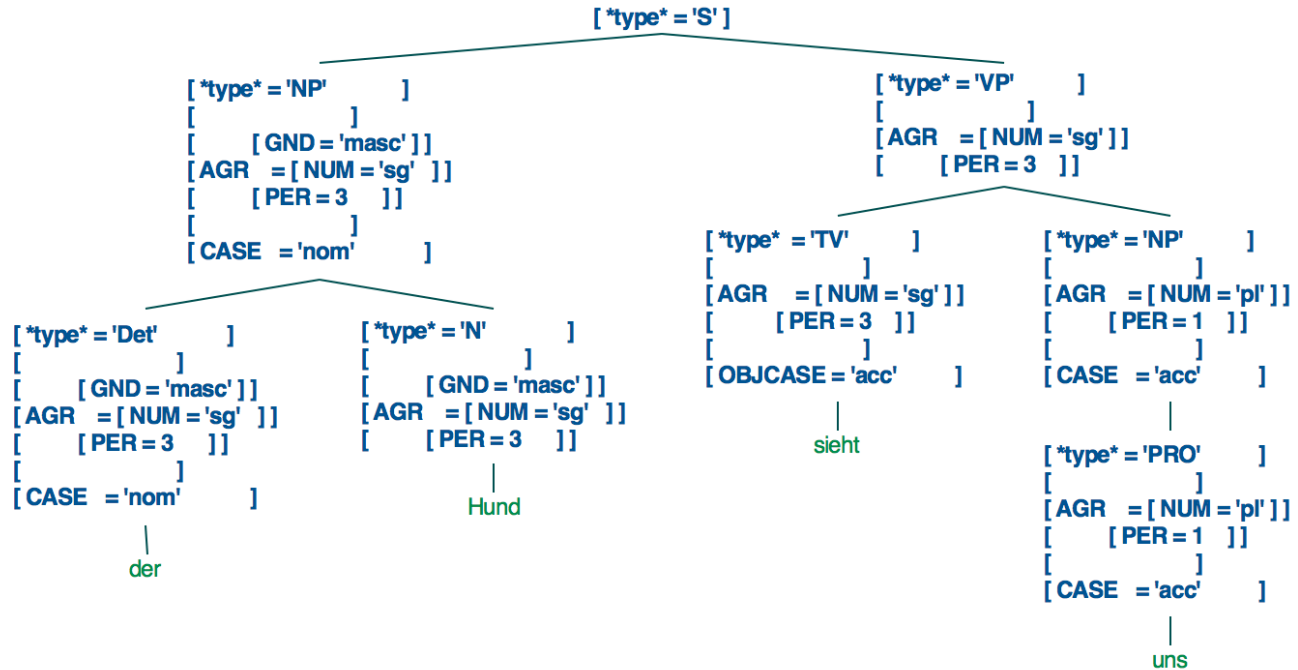 [ *type* = 'S' ]
[ *type* = 'NP' ]
[ ]
[ [ GND = 'masc' ] ]
[ AGR = [ NUM = 'sg' ] ]
[ [ PER = 3 ] ]
[ ]
[ CASE = 'nom' ]
[ *type* = 'VP' ]
[ ]
[ AGR = [ NUM = 'sg' ] ]
[ [ PER = 3 ] ]
[ *type* = 'Det' ]
[ ]
[ [ GND = 'masc' ] ]
[ AGR = [ NUM = 'sg' ] ]
[ [ PER = 3 ] ]
[ ]
[ CASE = 'nom' ]
der
[ *type* = 'N' ]
[ ]
[ [ GND = 'masc' ] ]
[ AGR = [ NUM = 'sg' ] ]
[ [ PER = 3 ] ]
Hund
[ *type* = 'TV' ]
[ ]
[ AGR = [ NUM = 'sg' ] ]
[ [ PER = 3 ] ]
[ ]
[ OBJCASE = 'acc' ]
sieht
[ *type* = 'NP' ]
[ ]
[ AGR = [ NUM = 'pl' ] ]
[ [ PER = 1 ] ]
[ ]
[ CASE = 'acc' ]
[ *type* = 'PRO' ]
[ ]
[ AGR = [ NUM = 'pl' ] ]
[ [ PER = 1 ] ]
[ ]
[ CASE = 'acc' ]
uns